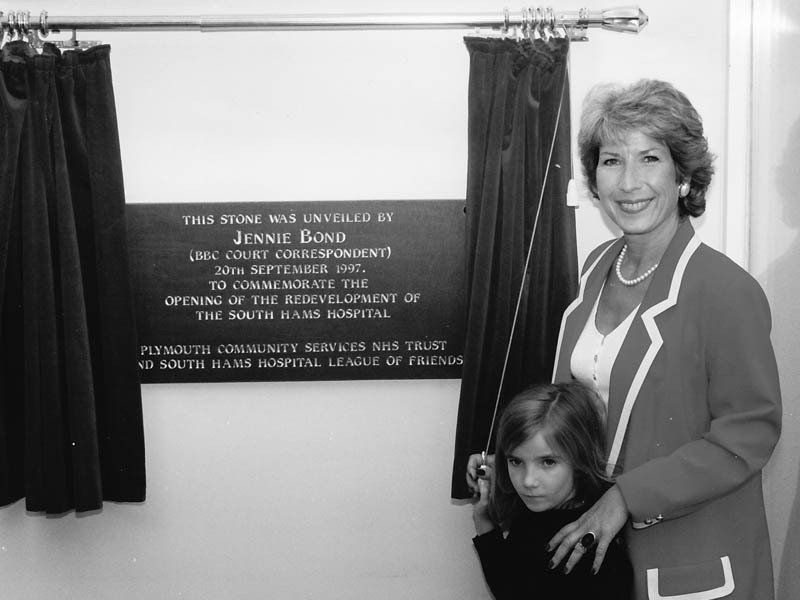 THIS STONE WAS UNVEILED BY
JENNIE BOND
(BBC COURT CORRESPONDENT)
20TH SEPTEMBER 1997.
TO COMMEMORATE THE
OPENING OF THE REDEVELOPMENT OF
THE SOUTH HAMS HOSPITAL
PLYMOUTH COMMUNITY SERVICES NHS TRUST
ND SOUTH HAMS HOSPITAL LEAGUE OF FRIENDS